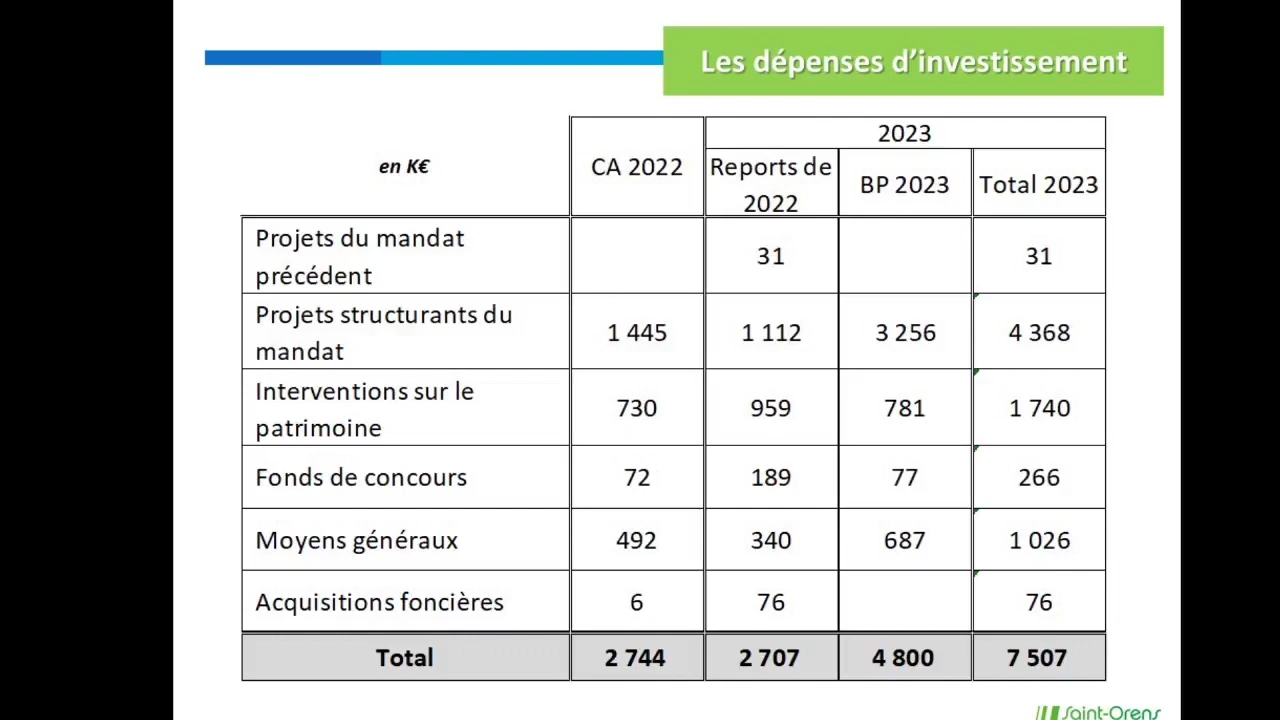 Les dépenses d'investissement
en K€ CA 2022 2023
Reports de 2022 BP 2023 Total 2023
Projets du mandat
précédent 31 31
Projets structurants du
mandat 1 445 1 112 3 256 4 368
Interventions sur le
patrimoine 730 959 781 1 740
Fonds de concours 72 189 77 266
Moyens généraux 492 340 687 1 026
Acquisitions foncières 6 76 76
Total 2 744 2 707 4 800 7 507
Saint-Orens